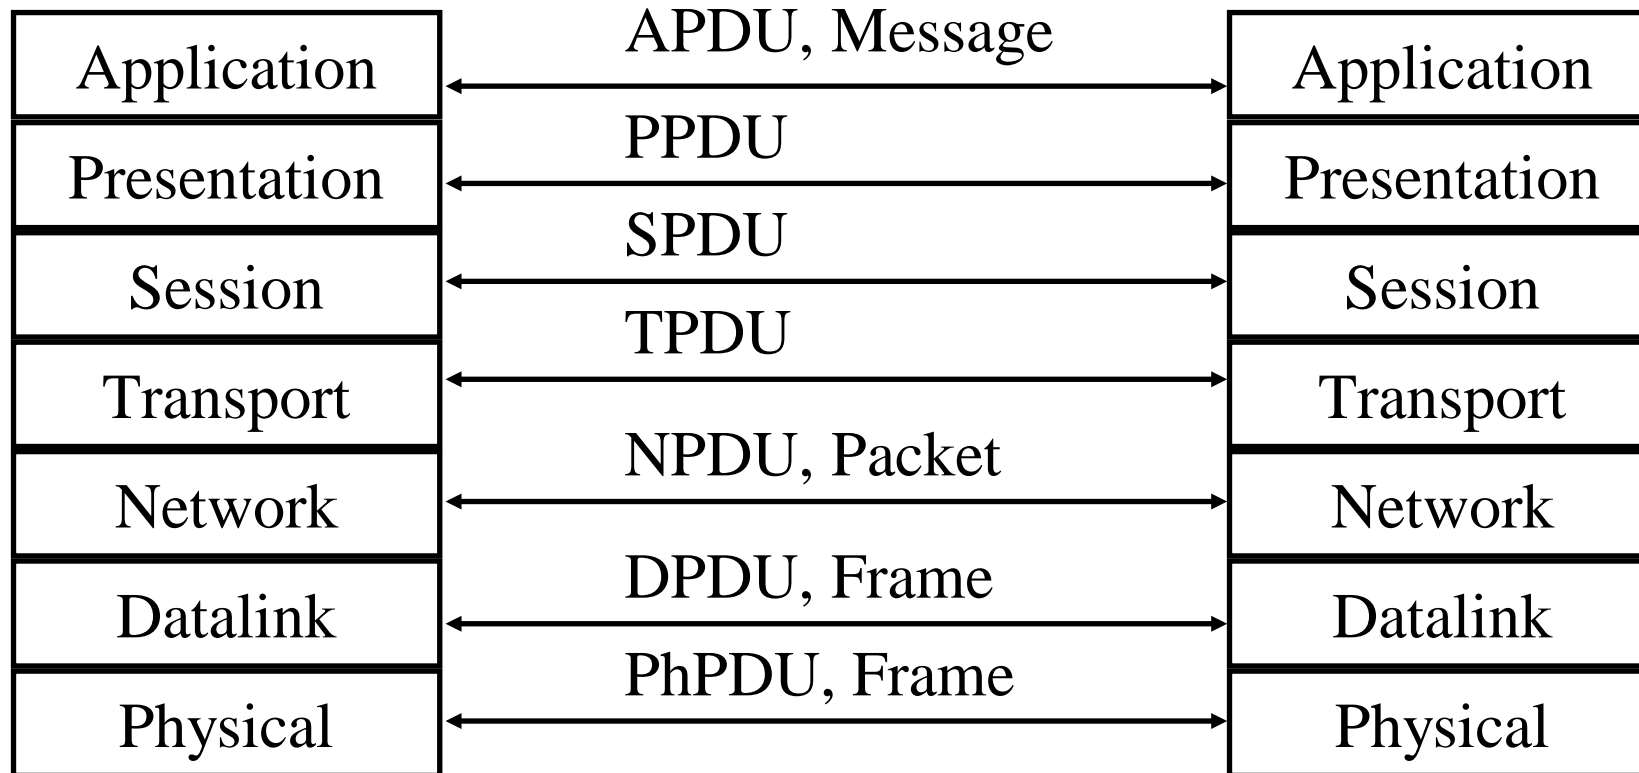 APDU, Message
Application Application
PPDU
Presentation Presentation
SPDU
Session Session
TPDU
Transport Transport
NPDU, Packet
Network Network
DPDU, Frame
Datalink Datalink
PhPDU, Frame
Physical Physical